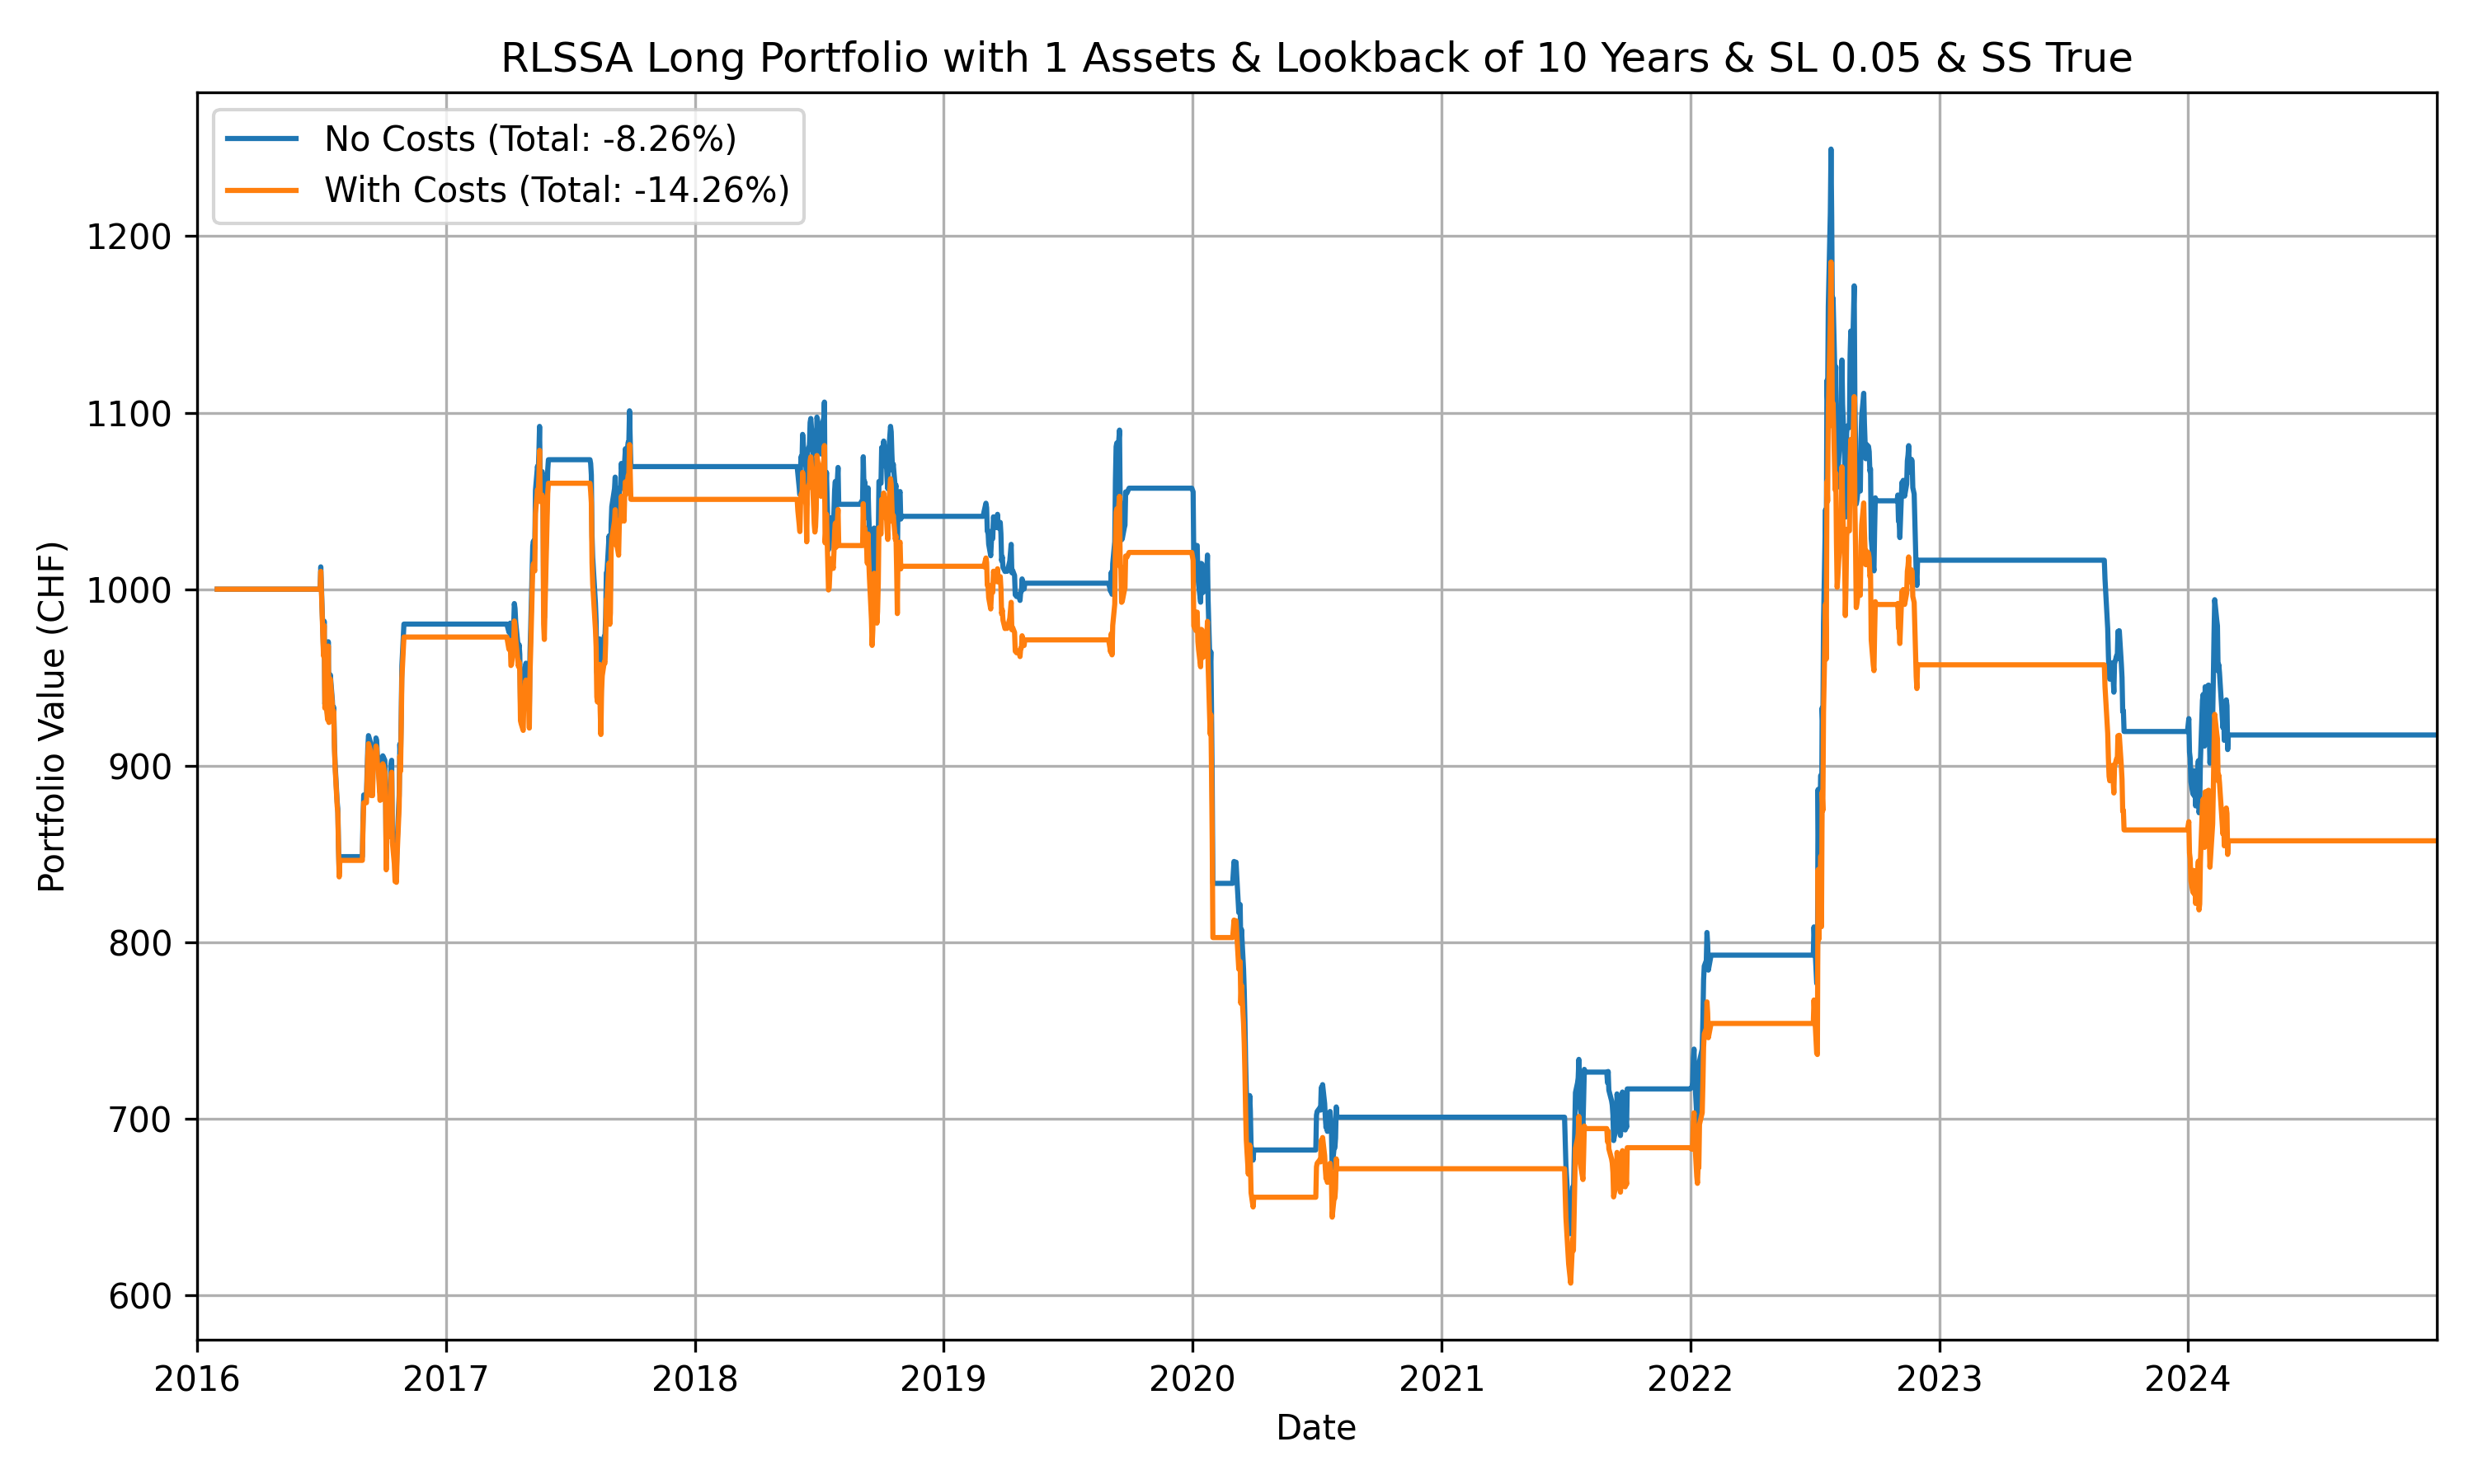 RLSSA Long Portfolio with 1 Assets & Lookback of 10 Years & SL 0.05 & SS True
No Costs (Total: -8.26%)
With Costs (Total: -14.26%)
Portfolio Value (CHF)
1200
1100
1000
900
800
700
600
2016 2017 2018 2019 2020 2021 2022 2023 2024
Date